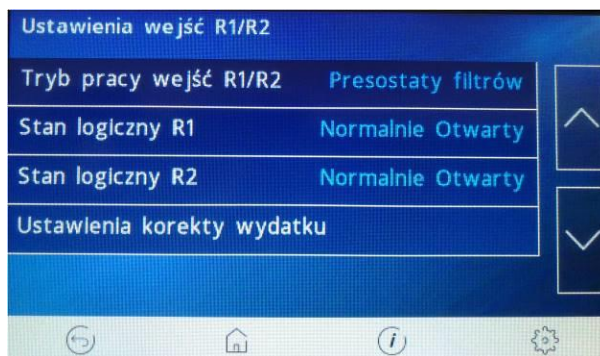 Ustawienia wejść R1/R2
Tryb pracy wejść R1/R2 Presostaty filtrów
Stan logiczny R1 Normalnie Otwarty
Stan logiczny R2 Normalnie Otwarty
Ustawienia korekty wydatku
i